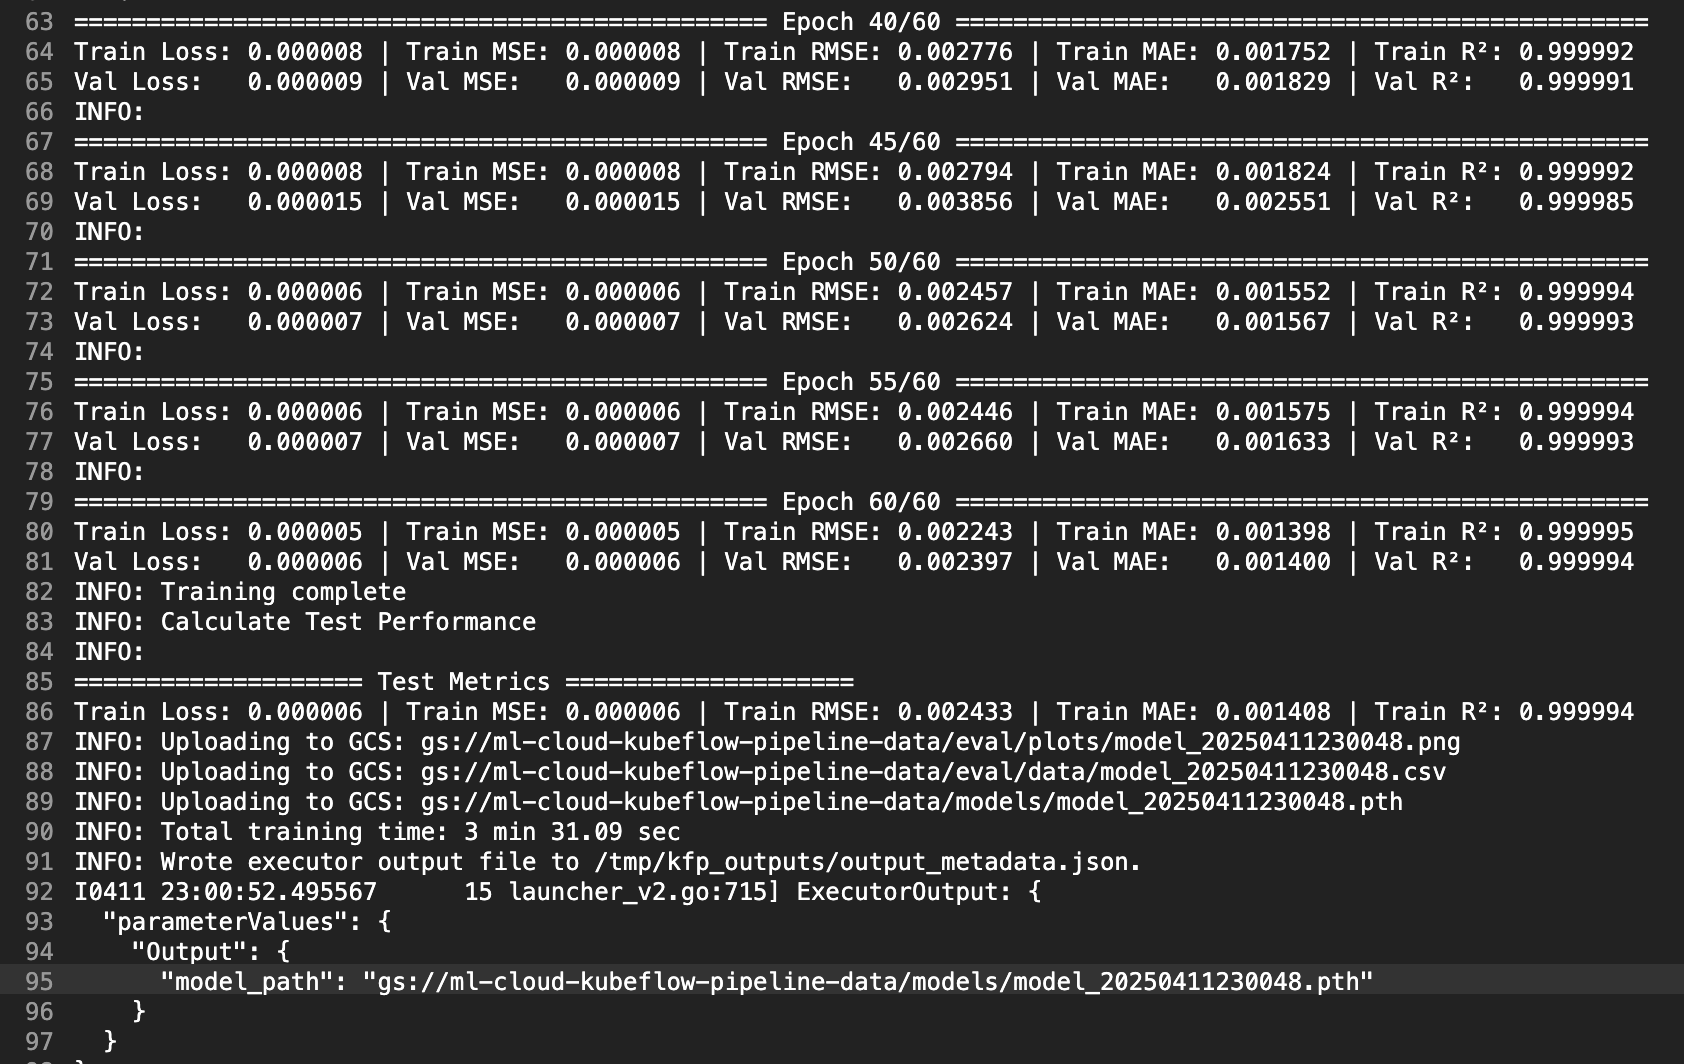 63 ================================================ Epoch 40/60 ================================================
64 Train Loss: 0.000008 | Train MSE: 0.000008 | Train RMSE: 0.002776 | Train MAE: 0.001752 | Train R²: 0.999992
65 Val Loss:   0.000009 | Val MSE:   0.000009 | Val RMSE:   0.002951 | Val MAE:   0.001829 | Val R²:   0.999991
66 INFO:
67 ================================================ Epoch 45/60 ================================================
68 Train Loss: 0.000008 | Train MSE: 0.000008 | Train RMSE: 0.002794 | Train MAE: 0.001824 | Train R²: 0.999992
69 Val Loss:   0.000015 | Val MSE:   0.000015 | Val RMSE:   0.003856 | Val MAE:   0.002551 | Val R²:   0.999985
70 INFO:
71 ================================================ Epoch 50/60 ================================================
72 Train Loss: 0.000006 | Train MSE: 0.000006 | Train RMSE: 0.002457 | Train MAE: 0.001552 | Train R²: 0.999994
73 Val Loss:   0.000007 | Val MSE:   0.000007 | Val RMSE:   0.002624 | Val MAE:   0.001567 | Val R²:   0.999993
74 INFO:
75 ================================================ Epoch 55/60 ================================================
76 Train Loss: 0.000006 | Train MSE: 0.000006 | Train RMSE: 0.002446 | Train MAE: 0.001575 | Train R²: 0.999994
77 Val Loss:   0.000007 | Val MSE:   0.000007 | Val RMSE:   0.002660 | Val MAE:   0.001633 | Val R²:   0.999993
78 INFO:
79 ================================================ Epoch 60/60 ================================================
80 Train Loss: 0.000005 | Train MSE: 0.000005 | Train RMSE: 0.002243 | Train MAE: 0.001398 | Train R²: 0.999995
81 Val Loss:   0.000006 | Val MSE:   0.000006 | Val RMSE:   0.002397 | Val MAE:   0.001400 | Val R²:   0.999994
82 INFO: Training complete
83 INFO: Calculate Test Performance
84 INFO:
85 ==================== Test Metrics ====================
86 Train Loss: 0.000006 | Train MSE: 0.000006 | Train RMSE: 0.002433 | Train MAE: 0.001408 | Train R²: 0.999994
87 INFO: Uploading to GCS: gs://ml-cloud-kubeflow-pipeline-data/eval/plots/model_20250411230048.png
88 INFO: Uploading to GCS: gs://ml-cloud-kubeflow-pipeline-data/eval/data/model_20250411230048.csv
89 INFO: Uploading to GCS: gs://ml-cloud-kubeflow-pipeline-data/models/model_20250411230048.pth
90 INFO: Total training time: 3 min 31.09 sec
91 INFO: Wrote executor output file to /tmp/kfp_outputs/output_metadata.json.
92 I0411 23:00:52.495567      15 launcher_v2.go:715] ExecutorOutput: {
93   "parameterValues": {
94     "Output": {
95       "model_path": "gs://ml-cloud-kubeflow-pipeline-data/models/model_20250411230048.pth"
96     }
97   }